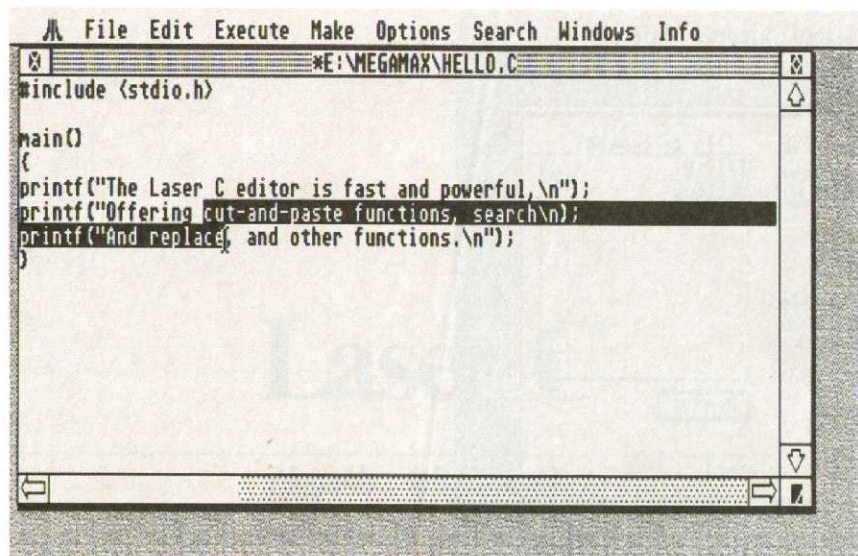 File Edit Execute Make Options Search Windows Info
*E:\MEGAMAX\HELLO.C
#include <stdio.h>
main()
{
printf("The Laser C editor is fast and powerful,\n");
printf("Offering cut-and-paste functions, search\n);
printf("And replace, and other functions.\n");
}